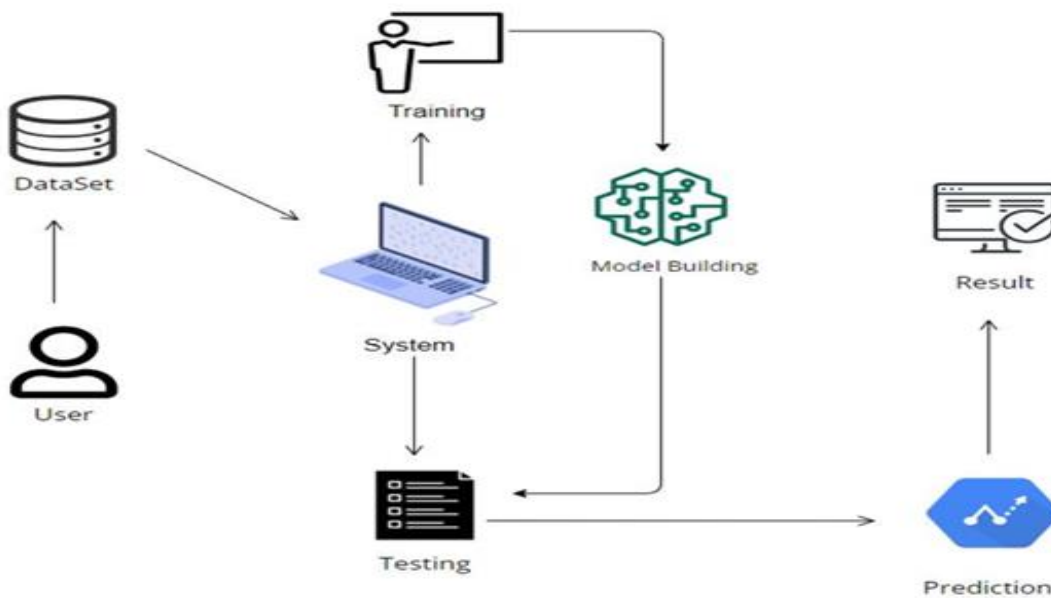 Training
DataSet
Model Building
Result
System
User
Testing
Prediction